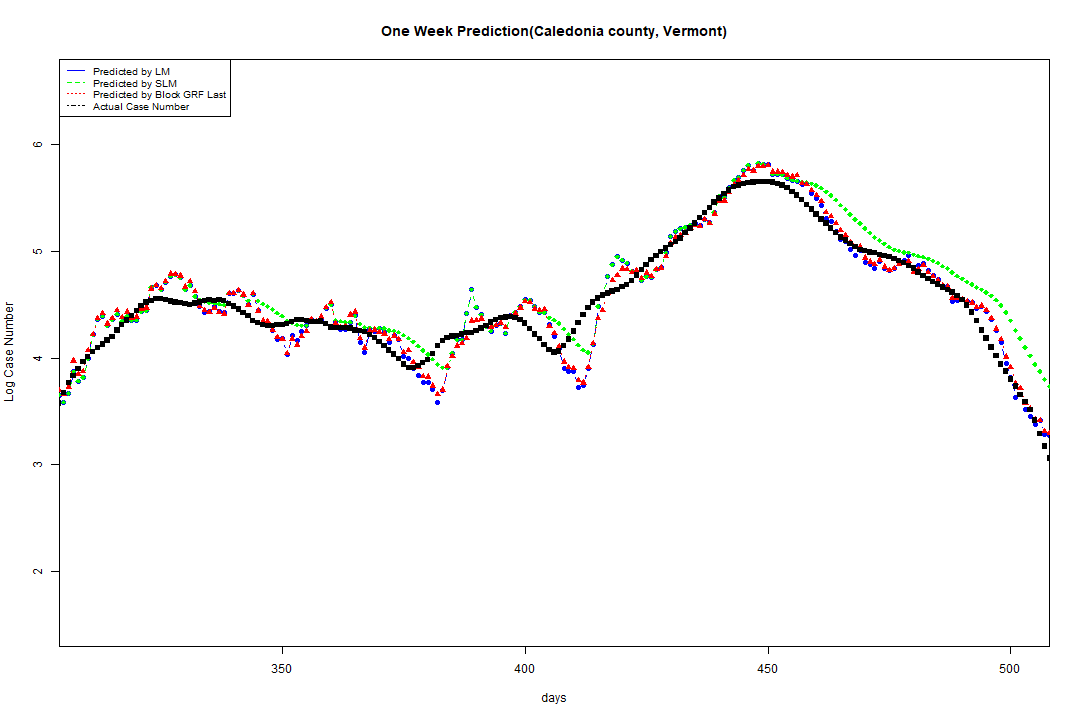 One Week Prediction(Caledonia county, Vermont)
Predicted by LM
Predicted by SLM
Predicted by Block GRF Last
Actual Case Number
6
5
4
3
2
Log Case Number
350 400 450 500
days